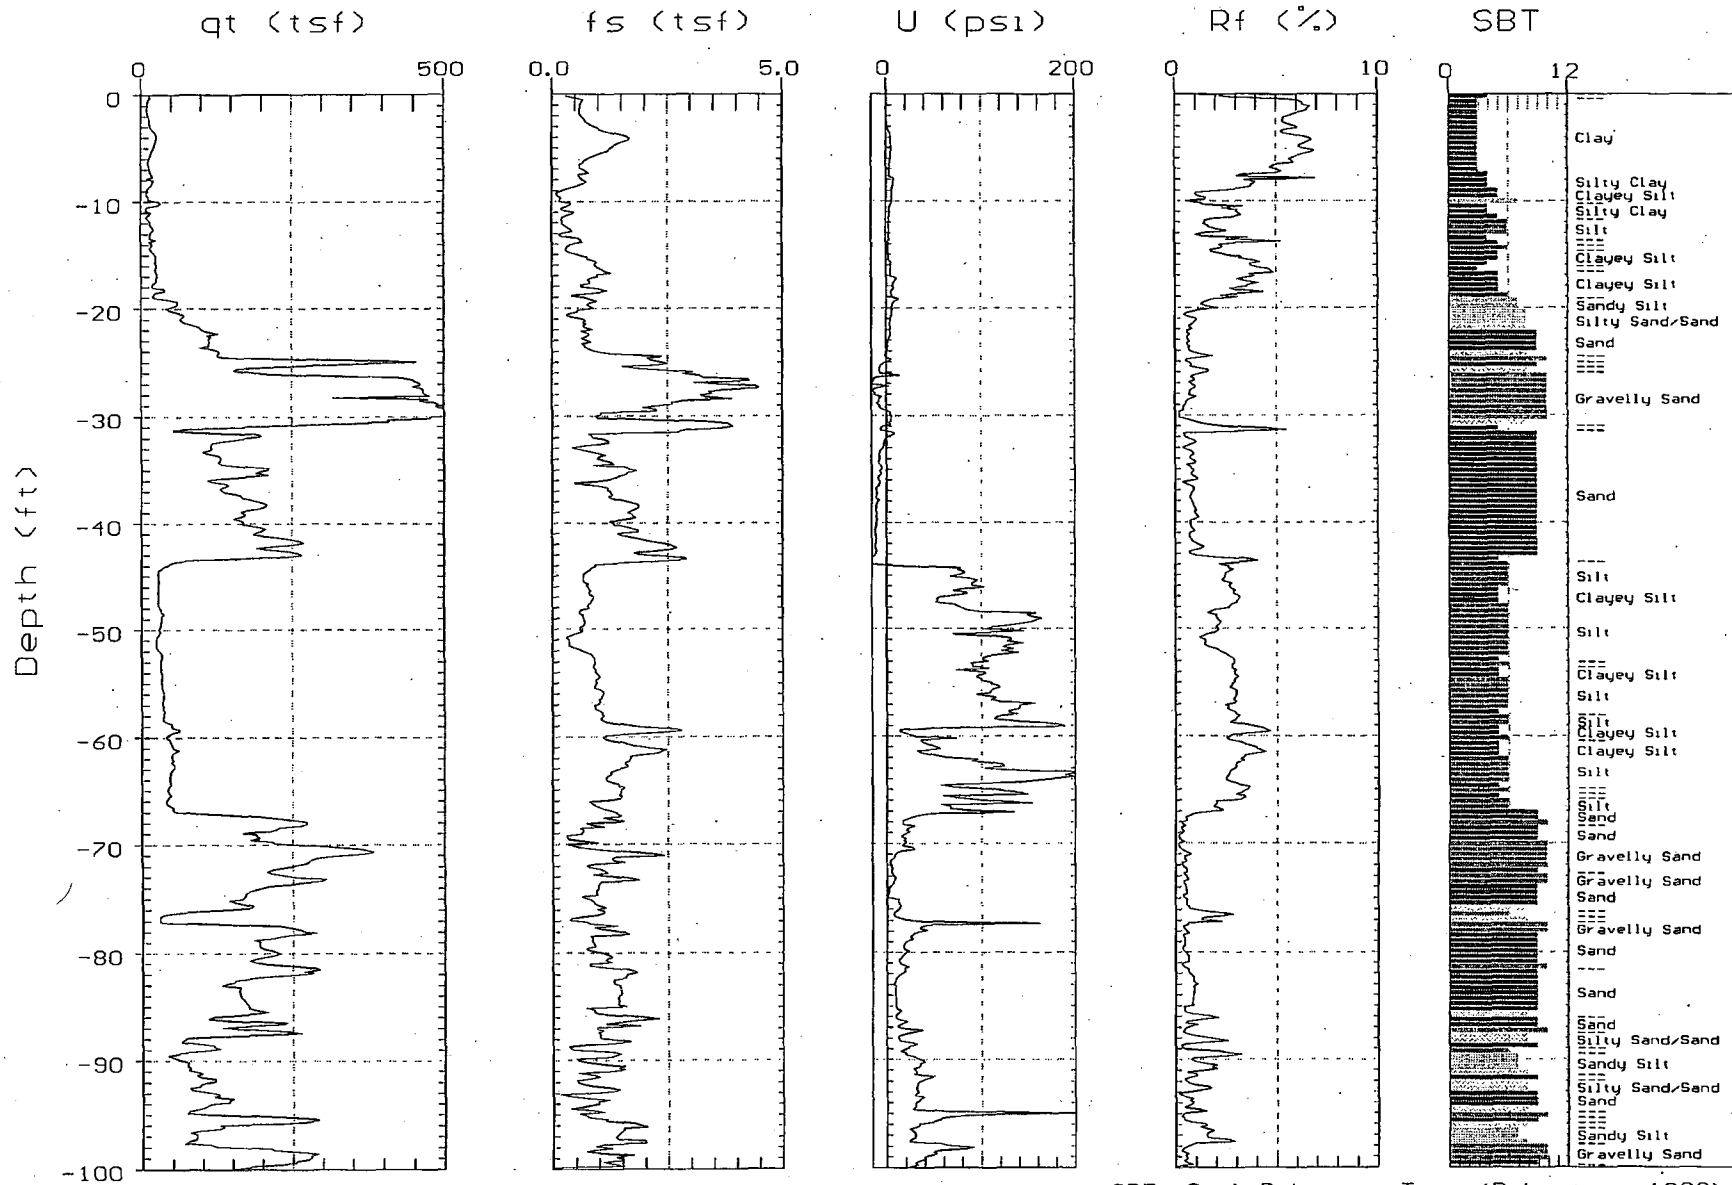 qt (tsf) fs (tsf) U (psi) Rf (%) SBT
0 500 0.0 5.0 0 200 0 10 0 12
Depth (ft)
0
-10
-20
-30
-40
-50
-60
-70
-80
-90
-100
---
Clay
Silty Clay
Clayey Silt
---
Silty Clay
---
Silt
---
---
Clayey Silt
---
Clayey Silt
---
Sandy Silt
Silty Sand/Sand
Sand
---
---
---
Gravelly Sand
---
Sand
---
Silt
Clayey Silt
Silt
---
Clayey Silt
Silt
---
Silt
Clayey Silt
---
Clayey Silt
Silt
---
---
Silt
Sand
---
Sand
Gravelly Sand
---
Gravelly Sand
Sand
---
---
Gravelly Sand
Sand
---
Sand
---
Sand
---
Silty Sand/Sand
---
Sandy Silt
---
Silty Sand/Sand
Sand
---
---
---
Sandy Silt
---
Gravelly Sand
---